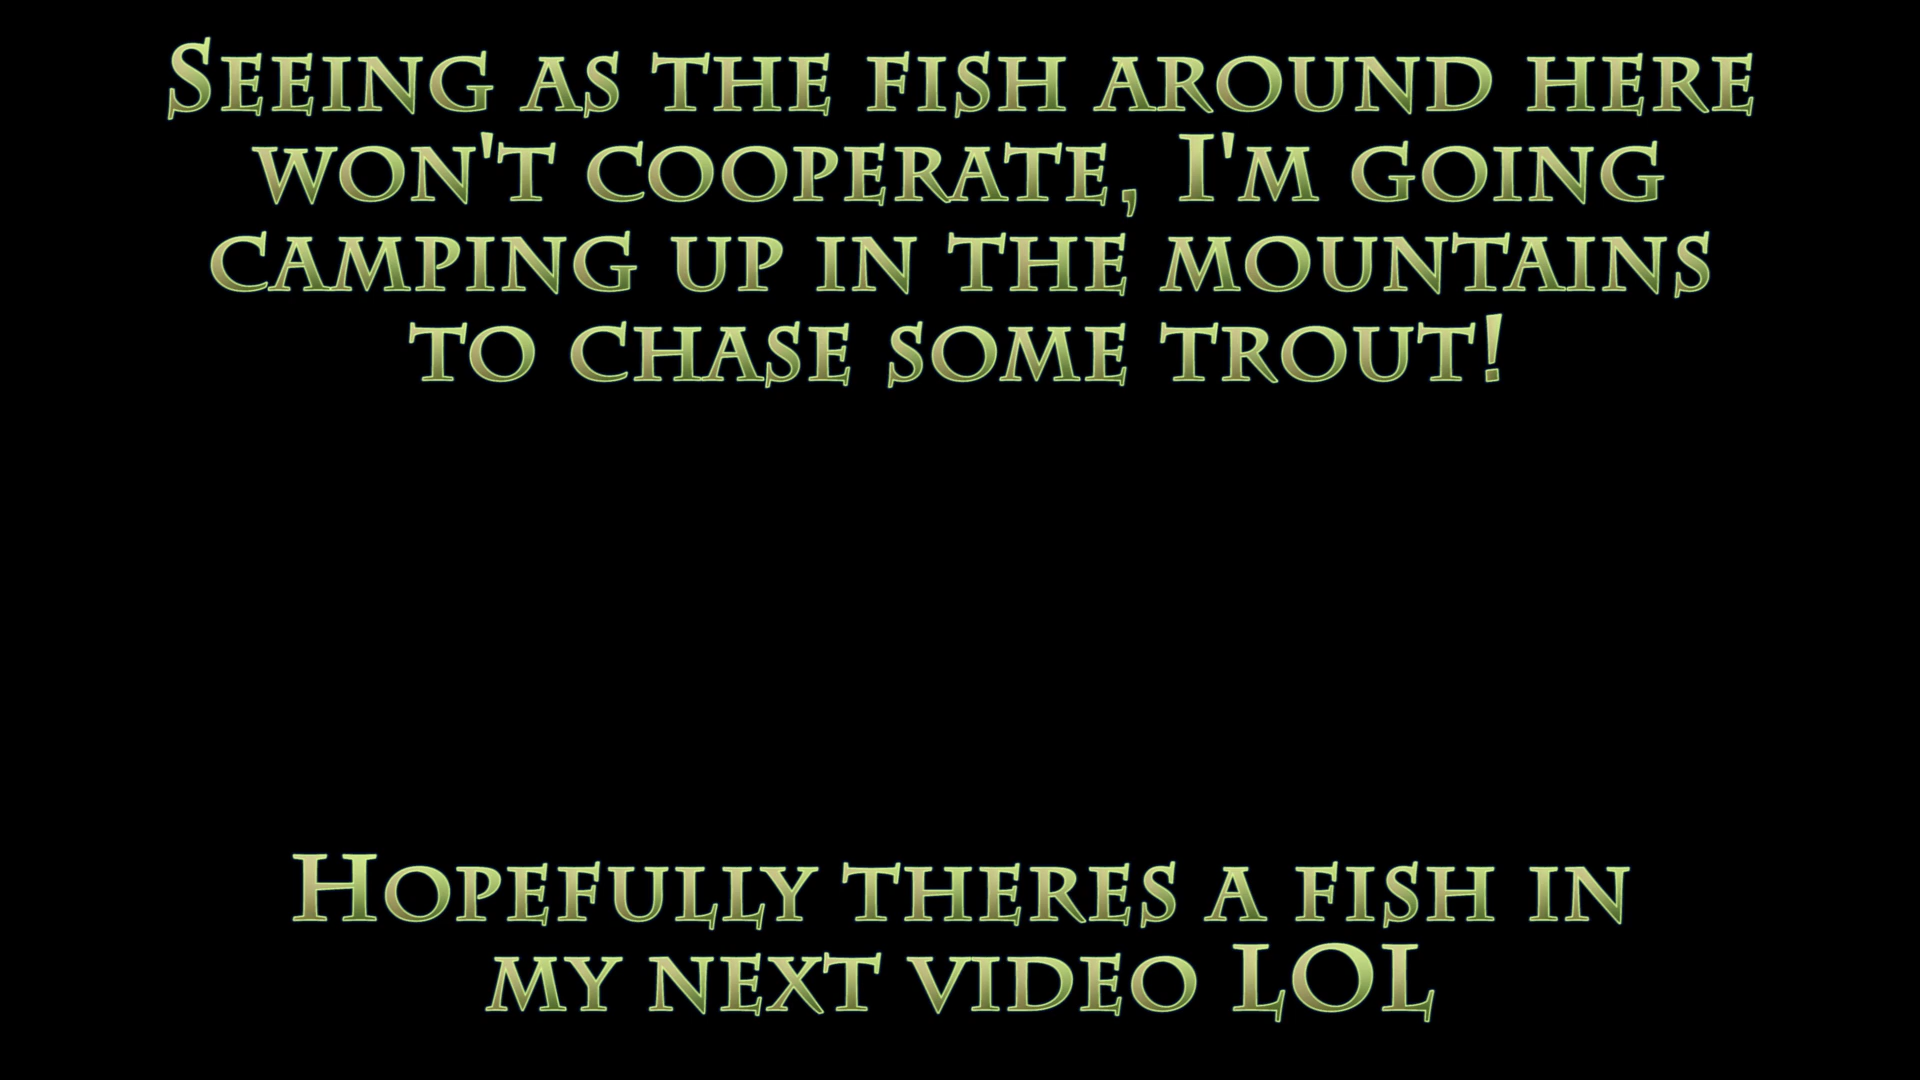 Seeing as the fish around here
won't cooperate, I'm going
camping up in the mountains
to chase some trout!
Hopefully theres a fish in
my next video LOL